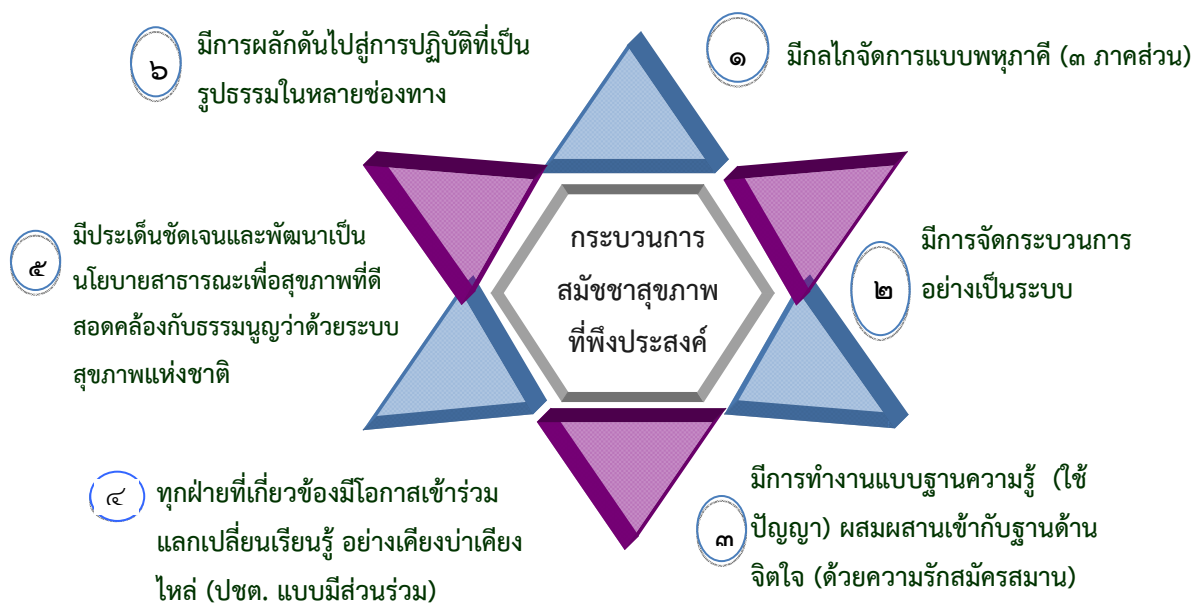 กระบวนการ
สมัชชาสุขภาพ
ที่พึงประสงค์
๑
มีกลไกจัดการแบบพหุภาคี (๓ ภาคส่วน)
๒
มีการจัดกระบวนการ
อย่างเป็นระบบ
๓
มีการทำงานแบบฐานความรู้ (ใช้
ปัญญา) ผสมผสานเข้ากับฐานด้าน
จิตใจ (ด้วยความรักสมัครสมาน)
๔
ทุกฝ่ายที่เกี่ยวข้องมีโอกาสเข้าร่วม
แลกเปลี่ยนเรียนรู้ อย่างเคียงบ่าเคียง
ไหล่ (ปชต. แบบมีส่วนร่วม)
๕
มีประเด็นชัดเจนและพัฒนาเป็น
นโยบายสาธารณะเพื่อสุขภาพที่ดี
สอดคล้องกับธรรมนูญว่าด้วยระบบ
สุขภาพแห่งชาติ
๖
มีการผลักดันไปสู่การปฏิบัติที่เป็น
รูปธรรมในหลายช่องทาง